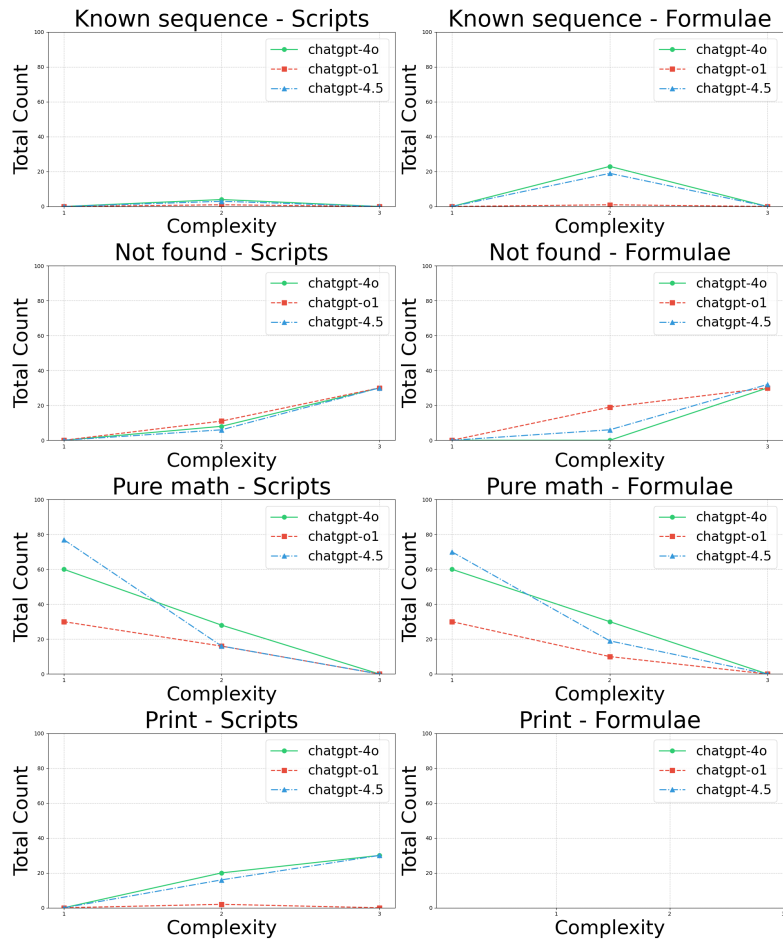 Known sequence - Scripts
Total Count
100
80
60
40
20
0
chatgpt-4o
chatgpt-o1
chatgpt-4.5
1
2
3
Complexity
Known sequence - Formulae
Total Count
100
80
60
40
20
0
chatgpt-4o
chatgpt-o1
chatgpt-4.5
1
2
3
Complexity
Not found - Scripts
Total Count
100
80
60
40
20
0
chatgpt-4o
chatgpt-o1
chatgpt-4.5
1
2
3
Complexity
Not found - Formulae
Total Count
100
80
60
40
20
0
chatgpt-4o
chatgpt-o1
chatgpt-4.5
1
2
3
Complexity
Pure math - Scripts
Total Count
100
80
60
40
20
0
chatgpt-4o
chatgpt-o1
chatgpt-4.5
1
2
3
Complexity
Pure math - Formulae
Total Count
100
80
60
40
20
0
chatgpt-4o
chatgpt-o1
chatgpt-4.5
1
2
3
Complexity
Print - Scripts
Total Count
100
80
60
40
20
0
chatgpt-4o
chatgpt-o1
chatgpt-4.5
1
2
3
Complexity
Print - Formulae
Total Count
100
80
60
40
20
0
chatgpt-4o
chatgpt-o1
chatgpt-4.5
1
2
3
Complexity